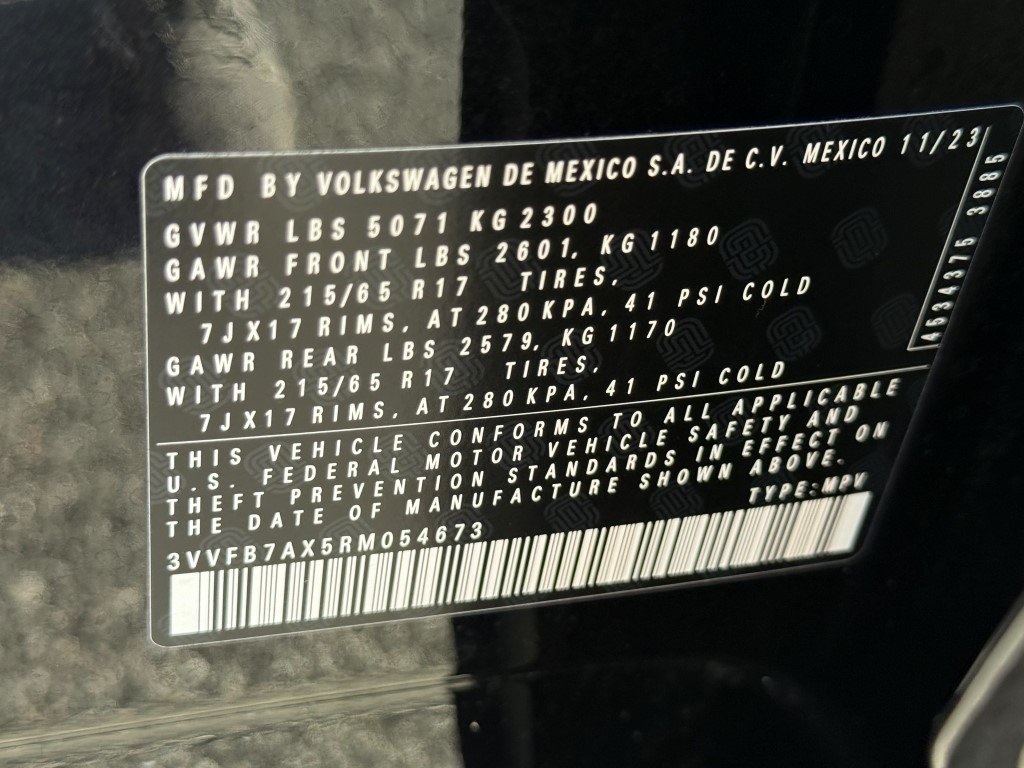 MFD BY VOLKSWAGEN DE MEXICO S.A. DE C.V. MEXICO 11/23
GVWR LBS 5071 KG 2300
GAWR FRONT LBS 2601, KG 1180
WITH 215/65 R17 TIRES,
7JX17 RIMS, AT 280 KPA, 41 PSI COLD
GAWR REAR LBS 2579, KG 1170
WITH 215/65 R17 TIRES,
7JX17 RIMS, AT 280 KPA, 41 PSI COLD
4534375 3885
THIS VEHICLE CONFORMS TO ALL APPLICABLE
U.S. FEDERAL MOTOR VEHICLE SAFETY AND
THEFT PREVENTION STANDARDS IN EFFECT ON
THE DATE OF MANUFACTURE SHOWN ABOVE.
TYPE: MPV
3VVFB7AX5RM054673